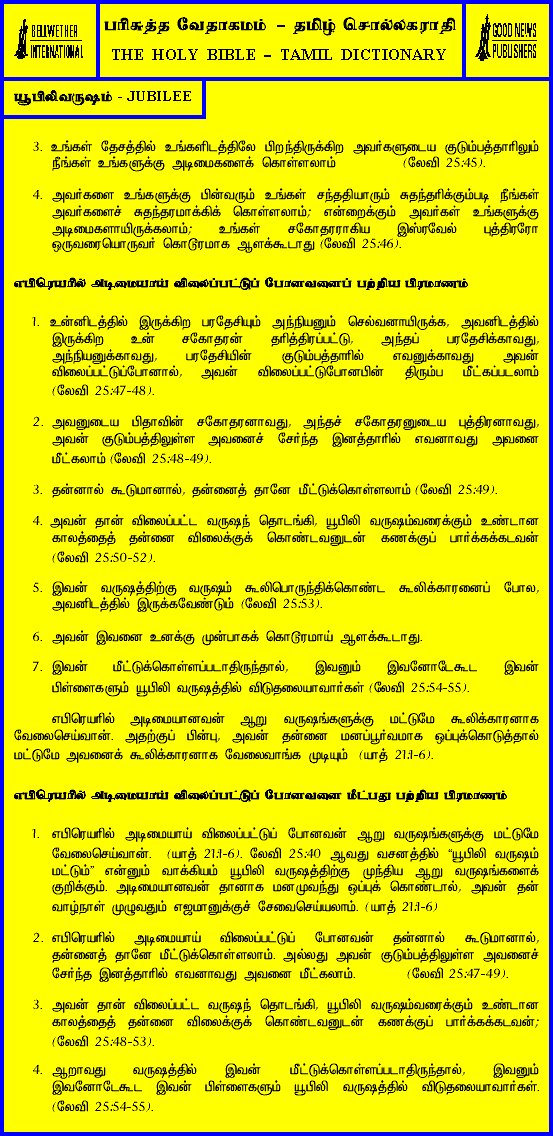 BELLWETHER
INTERNATIONAL
பரிசுத்த வேதாகமம் – தமிழ் சொல்லகராதி
THE HOLY BIBLE – TAMIL DICTIONARY
GOOD NEWS
PUBLISHERS
யூபிலிவருஷம் - JUBILEE
3. உங்கள் தேசத்தில் உங்களிடத்திலே பிறந்திருக்கிற அவர்களுடைய குடும்பத்தாரிலும்
நீங்கள் உங்களுக்கு அடிமைகளைக் கொள்ளலாம் (லேவி 25:45).
4. அவர்களை உங்களுக்கு பின்வரும் உங்கள் சந்ததியாரும் சுதந்தரிக்கும்படி நீங்கள்
அவர்களைச் சுதந்தரமாக்கிக் கொள்ளலாம்; என்றைக்கும் அவர்கள் உங்களுக்கு
அடிமைகளாயிருக்கலாம்; உங்கள் சகோதரராகிய இஸ்ரவேல் புத்திரரோ
ஒருவரையொருவர் கொடூரமாக ஆளக்கூடாது (லேவி 25:46).
எபிரெயரில் அடிமையாய் விலைப்பட்டுப் போனவனைப் பற்றிய பிரமாணம்
1. உன்னிடத்தில் இருக்கிற பரதேசியும் அந்நியனும் செல்வனாயிருக்க, அவனிடத்தில்
இருக்கிற உன் சகோதரன் தரித்திரப்பட்டு, அந்தப் பரதேசிக்காவது,
அந்நியனுக்காவது, பரதேசியின் குடும்பத்தாரில் எவனுக்காவது அவன்
விலைப்பட்டுப்போனால், அவன் விலைப்பட்டுபோனபின் திரும்ப மீட்கப்படலாம்
(லேவி 25:47-48).
2. அவனுடைய பிதாவின் சகோதரனாவது, அந்தச் சகோதரனுடைய புத்திரனாவது,
அவன் குடும்பத்திலுள்ள அவனைச் சேர்ந்த இனத்தாரில் எவனாவது அவனை
மீட்கலாம் (லேவி 25:48-49).
3. தன்னால் கூடுமானால், தன்னைத் தானே மீட்டுக்கொள்ளலாம் (லேவி 25:49).
4. அவன் தான் விலைப்பட்ட வருஷந் தொடங்கி, யூபிலி வருஷம்வரைக்கும் உண்டான
காலத்தைத் தன்னை விலைக்குக் கொண்டவனுடன் கணக்குப் பார்க்கக்கடவன்
(லேவி 25:50-52).
5. இவன் வருஷத்திற்கு வருஷம் கூலிபொருந்திக்கொண்ட கூலிக்காரனைப் போல,
அவனிடத்தில் இருக்கவேண்டும் (லேவி 25:53).
6. அவன் இவனை உனக்கு முன்பாகக் கொடூரமாய் ஆளக்கூடாது.
7. இவன் மீட்டுக்கொள்ளப்படாதிருந்தால், இவனும் இவனோடேகூட இவன்
பிள்ளைகளும் யூபிலி வருஷத்தில் விடுதலையாவார்கள் (லேவி 25:54-55).
எபிரெயரில் அடிமையானவன் ஆறு வருஷங்களுக்கு மட்டுமே கூலிக்காரனாக
வேலைசெய்வான். அதற்குப் பின்பு, அவன் தன்னை மனப்பூர்வமாக ஒப்புக்கொடுத்தால்
மட்டுமே அவனைக் கூலிக்காரனாக வேலைவாங்க முடியும் (யாத் 21:1-6).
எபிரெயரில் அடிமையாய் விலைப்பட்டுப் போனவனை மீட்பது பற்றிய பிரமாணம்
1. எபிரெயரில் அடிமையாய் விலைப்பட்டுப் போனவன் ஆறு வருஷங்களுக்கு மட்டுமே
வேலைசெய்வான். (யாத் 21:1-6). லேவி 25:40 ஆவது வசனத்தில் “யூபிலி வருஷம்
மட்டும்” என்னும் வாக்கியம் யூபிலி வருஷத்திற்கு முந்திய ஆறு வருஷங்களைக்
குறிக்கும். அடிமையானவன் தானாக மனமுவந்து ஒப்புக் கொண்டால், அவன் தன்
வாழ்நாள் முழுவதும் எஜமானுக்குச் சேவைசெய்யலாம். (யாத் 21:1-6)
2. எபிரெயரில் அடிமையாய் விலைப்பட்டுப் போனவன் தன்னால் கூடுமானால்,
தன்னைத் தானே மீட்டுக்கொள்ளலாம். அல்லது அவன் குடும்பத்திலுள்ள அவனைச்
சேர்ந்த இனத்தாரில் எவனாவது அவனை மீட்கலாம். (லேவி 25:47-49).
3. அவன் தான் விலைப்பட்ட வருஷந் தொடங்கி, யூபிலி வருஷம்வரைக்கும் உண்டான
காலத்தைத் தன்னை விலைக்குக் கொண்டவனுடன் கணக்குப் பார்க்கக்கடவன்;
(லேவி 25:48-53).
4. ஆறாவது வருஷத்தில் இவன் மீட்டுக்கொள்ளப்படாதிருந்தால், இவனும்
இவனோடேகூட இவன் பிள்ளைகளும் யூபிலி வருஷத்தில் விடுதலையாவார்கள்.
(லேவி 25:54-55).